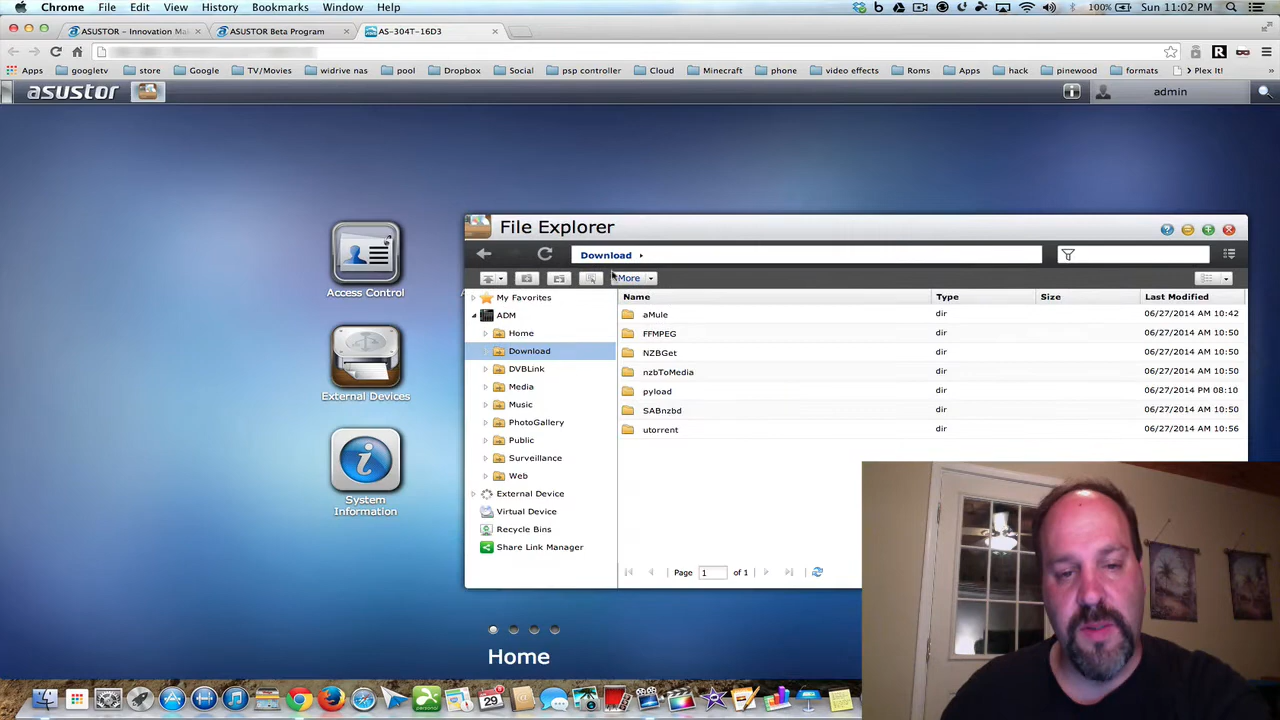 Chrome File Edit View History Bookmarks Window Help 100% Sun 11:02 PM
ASUSTOR – Innovation Ma ASUSTOR Beta Program AS-304T-16D3
Apps googletv store Google TV/Movies widrive nas pool Dropbox Social psp controller Cloud Minecraft phone video effects Roms Apps hack pinewood formats Plex It!
asustor admin
Access Control
External Devices
System
Information
File Explorer
Download
More
My Favorites
ADM
Home
Download
DVBLink
Media
Music
PhotoGallery
Public
Surveillance
Web
External Device
Virtual Device
Recycle Bins
Share Link Manager
Name Type Size Last Modified
aMule dir 06/27/2014 AM 10:42
FFMPEG dir 06/27/2014 AM 10:50
NZBGet dir 06/27/2014 AM 10:50
nzbToMedia dir 06/27/2014 AM 10:50
pyload dir 06/27/2014 PM 08:10
SABnzbd dir 06/27/2014 AM 10:50
utorrent dir 06/27/2014 AM 10:56
Page 1 of 1
Home
29